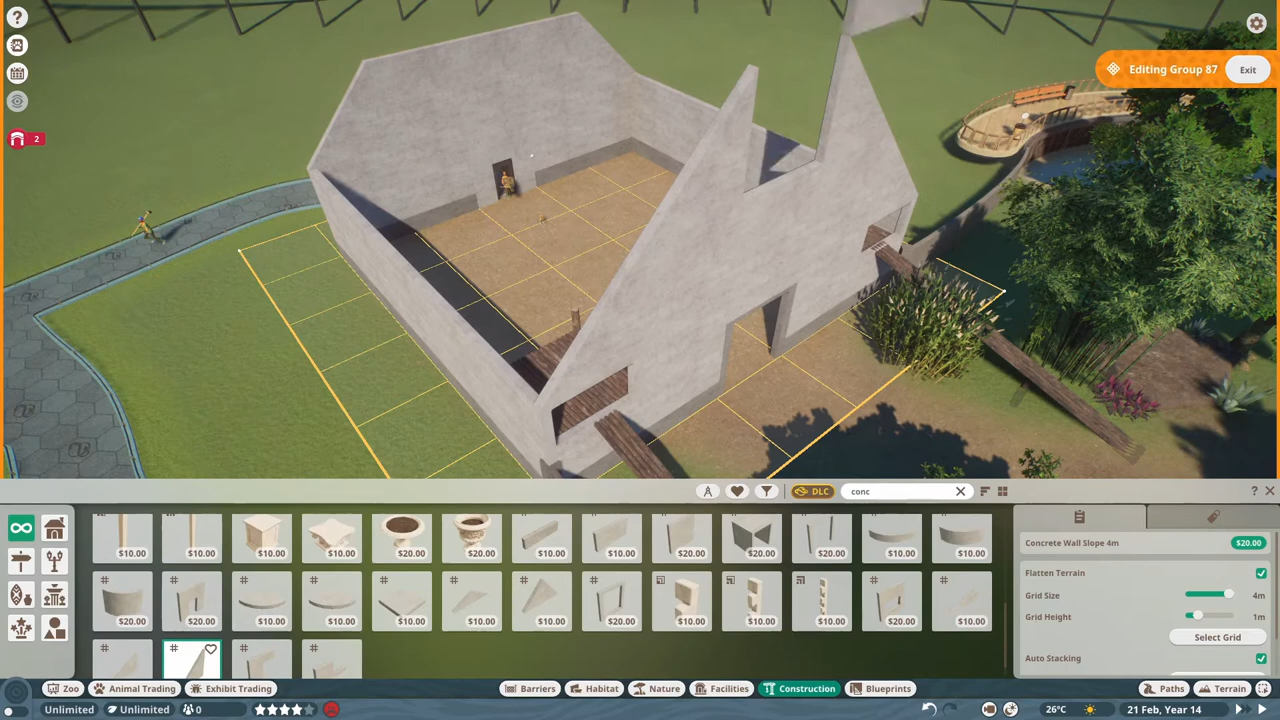 Editing Group 87
Exit
2
DLC
conc
$10.00
$10.00
$10.00
$10.00
$20.00
$20.00
$10.00
$10.00
$20.00
$20.00
$20.00
$10.00
$10.00
$20.00
$20.00
$10.00
$10.00
$10.00
$10.00
$10.00
$20.00
$10.00
$10.00
$10.00
$20.00
$10.00
Concrete Wall Slope 4m
$20.00
Flatten Terrain
Grid Size
4m
Grid Height
1m
Select Grid
Auto Stacking
Zoo
Animal Trading
Exhibit Trading
Barriers
Habitat
Nature
Facilities
Construction
Blueprints
Paths
Terrain
Unlimited
Unlimited
0
26°C
21 Feb, Year 14